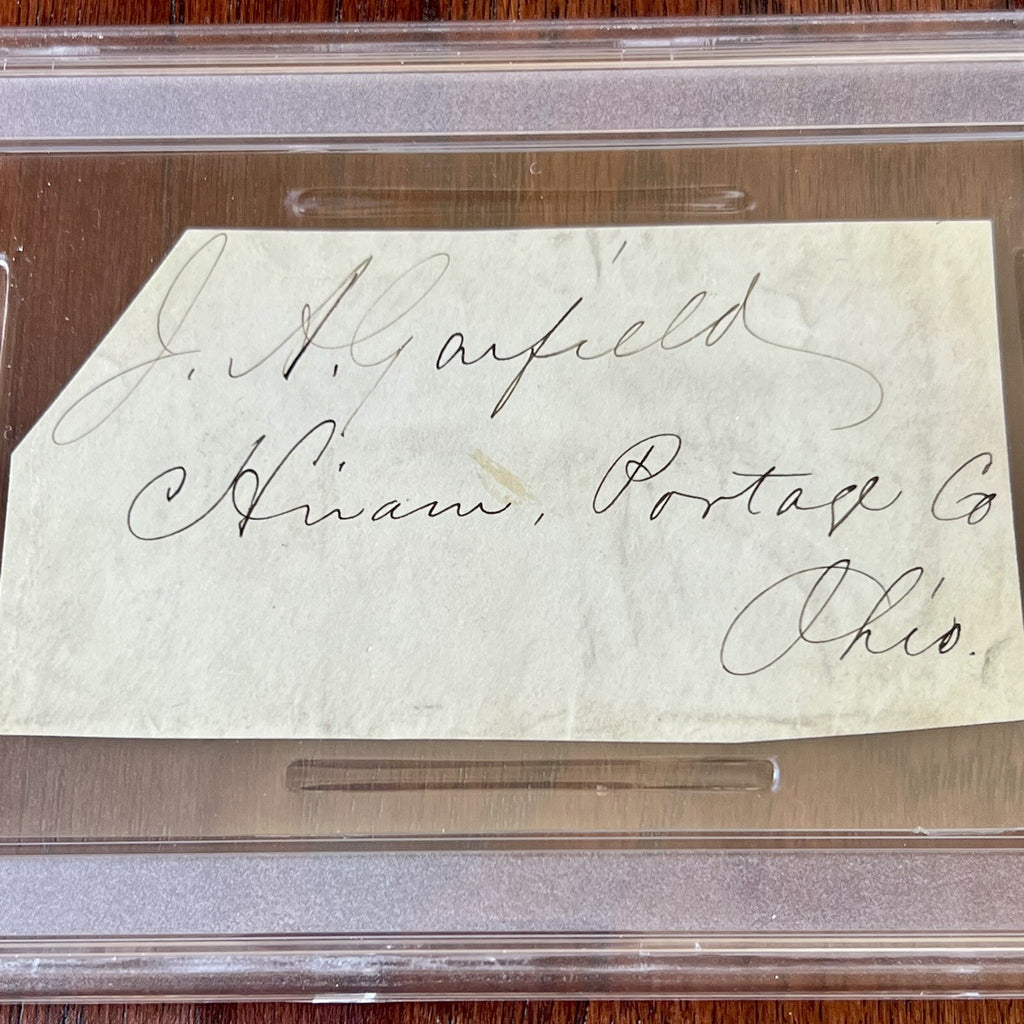 J. A. Garfield
Hiram, Portage Co
Ohio.